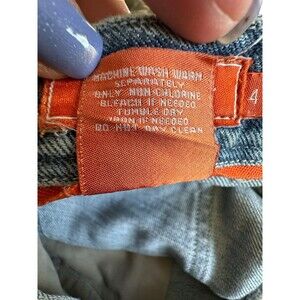 MACHINE WASH WARM
SEPARATELY
ONLY NON-CHLORINE
BLEACH IF NEEDED
TUMBLE DRY
IRON IF NEEDED
DO NOT DRY CLEAN
4